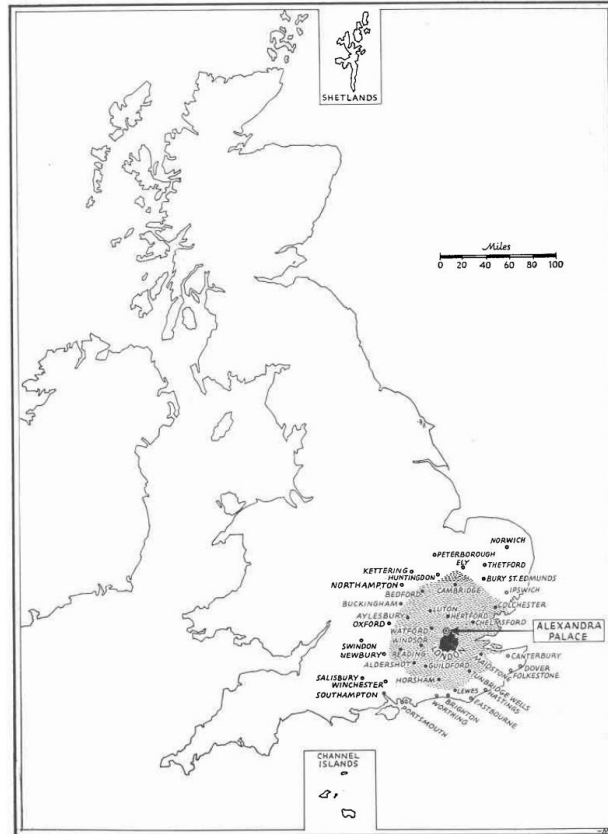 SHETLANDS
Miles
0 20 40 60 80 100
NORWICH
PETERBOROUGH
ELY
THETFORD
KETTERING
HUNTINGDON
BURY ST. EDMUNDS
NORTHAMPTON
CAMBRIDGE
IPSWICH
BEDFORD
BUCKINGHAM
COLCHESTER
LUTON
AYLESBURY
HERTFORD
OXFORD
CHELMSFORD
ALEXANDRA
PALACE
WATFORD
WINDSOR
SWINDON
LONDON
READING
NEWBURY
CANTERBURY
MAIDSTONE
DOVER
ALDERSHOT
GUILDFORD
FOLKESTONE
SALISBURY
HORSHAM
TUNBRIDGE WELLS
WINCHESTER
HASTINGS
SOUTHAMPTON
LEWES
EASTBOURNE
BRIGHTON
PORTSMOUTH
WORTHING
CHANNEL
ISLANDS